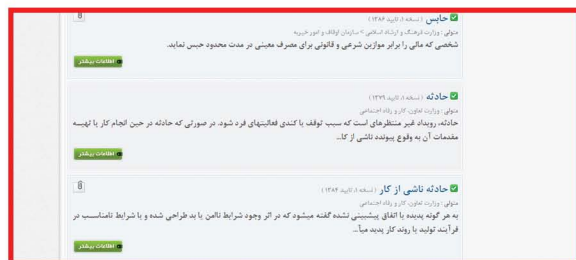 حابس (نسخه ۱، تایید ۱۳۸۶)
متولی: وزارت فرهنگ و ارشاد اسلامی > سازمان اوقاف و امور خیریه
شخصی که مالی را برابر موازین شرعی و قانونی برای مصرف معینی در مدت محدود حبس نماید.
اطلاعات بیشتر
حادثه (نسخه ۱، تایید ۱۳۷۹)
متولی: وزارت تعاون، کار و رفاه اجتماعی
حادثه، رویداد غیر منتظرهای است که سبب توقف یا کندی فعالیتهای فرد شود. در صورتی که حادثه در حین انجام کار یا تهیه
مقدمات آن به وقوع پیوندد ناشی از کا...
اطلاعات بیشتر
حادثه ناشی از کار (نسخه ۱، تایید ۱۳۸۴)
متولی: وزارت تعاون، کار و رفاه اجتماعی
به هر گونه پدیده یا اتفاق پیشبینی نشده گفته میشود که در اثر وجود شرایط ناامن یا بد طراحی شده و یا شرایط نامناسب در
فرآیند تولید یا روند کار پدید میآ...
اطلاعات بیشتر